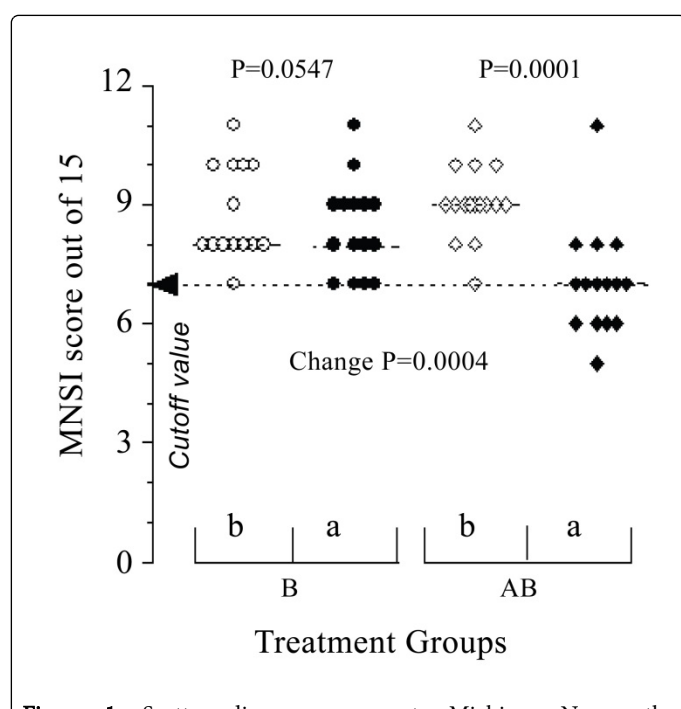 P=0.0547 P=0.0001
12
9
6
3
0
MNSI score out of 15
Cutoff value
Change P=0.0004
b a b a
B AB
Treatment Groups